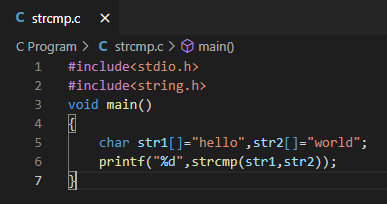 C strcmp.c ×
C Program > C strcmp.c > main()
1 #include<stdio.h>
2 #include<string.h>
3 void main()
4 {
5     char str1[]="hello",str2[]="world";
6     printf("%d",strcmp(str1,str2));
7 }